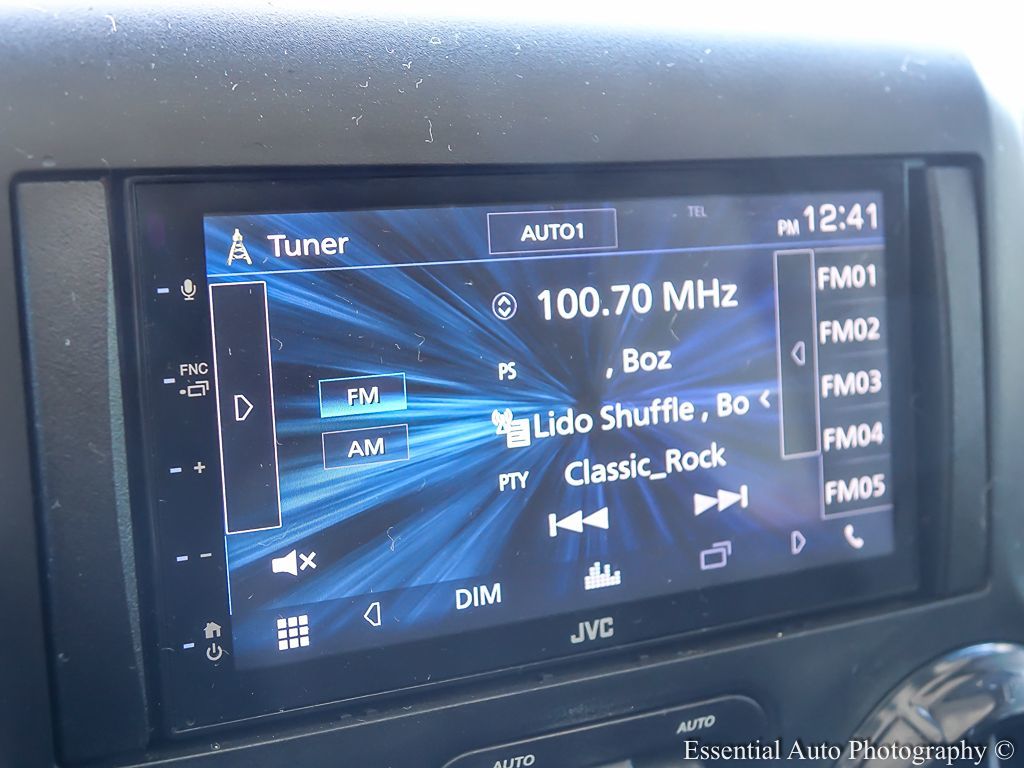 Tuner
AUTO1
TEL
PM 12:41
100.70 MHz
FM01
FM02
FM03
FM04
FM05
PS
, Boz
Lido Shuffle , Bo
PTY
Classic_Rock
FM
AM
FNC
+
−
DIM
JVC
AUTO
AUTO
Essential Auto Photography ©